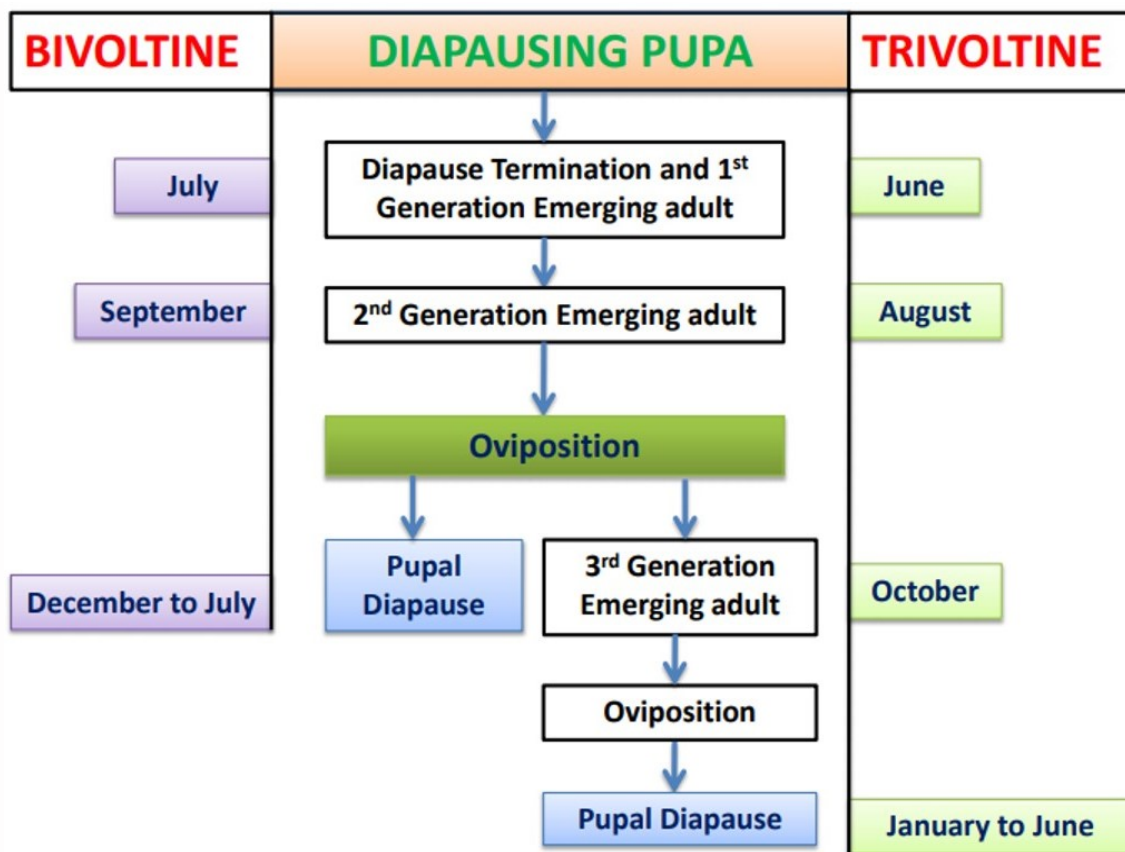 BIVOLTINE
DIAPAUSING PUPA
TRIVOLTINE
July
Diapause Termination and 1st
Generation Emerging adult
June
September
2nd Generation Emerging adult
August
Oviposition
December to July
Pupal
Diapause
3rd Generation
Emerging adult
October
Oviposition
Pupal Diapause
January to June